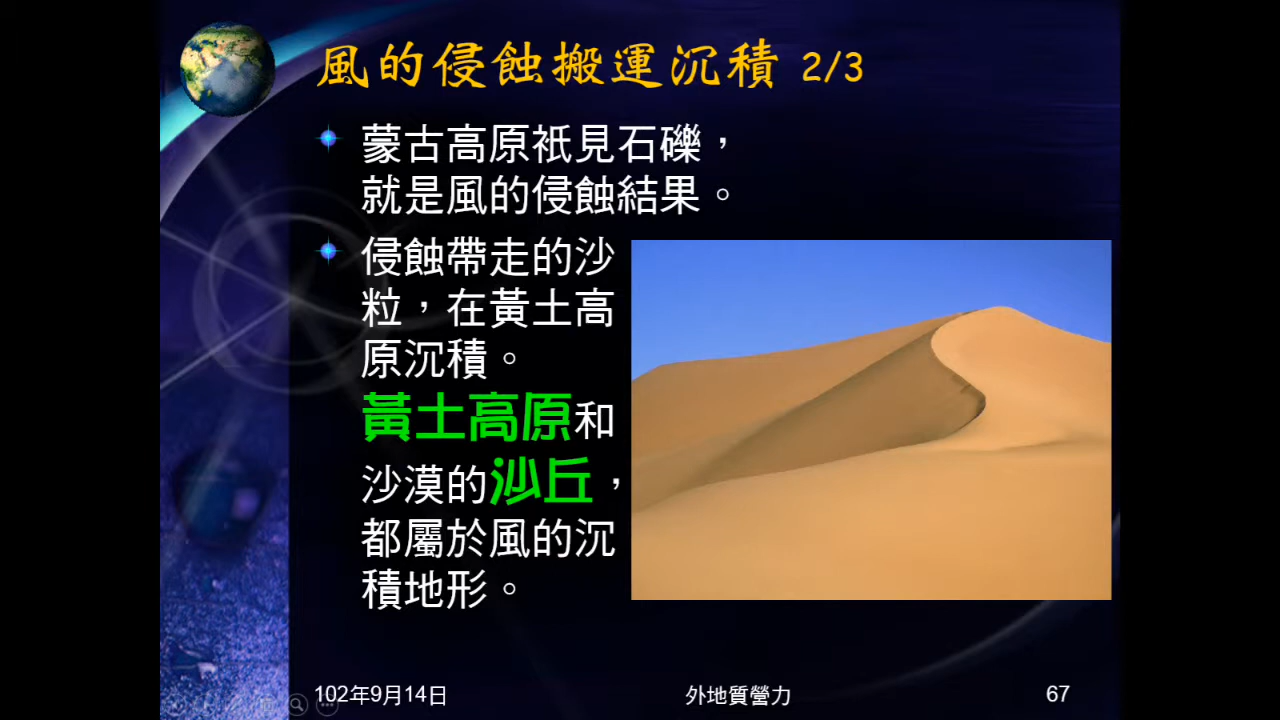 風的侵蝕搬運沉積 2/3
蒙古高原祇見石礫，
就是風的侵蝕結果。
侵蝕帶走的沙
粒，在黃土高
原沉積。
黃土高原和
沙漠的沙丘，
都屬於風的沉
積地形。
102年9月14日
外地質營力
67